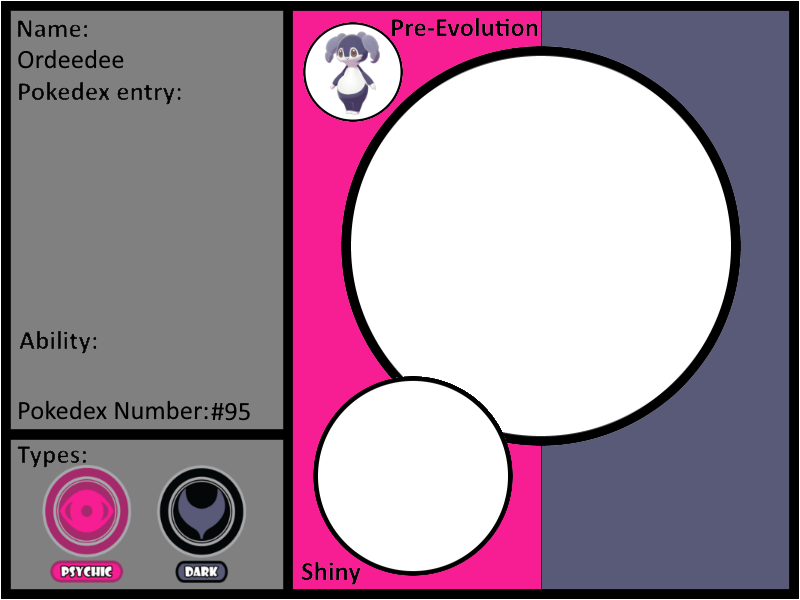 Name:
Ordeedee
Pokedex entry:
Ability:
Pokedex Number:#95
Types:
PSYCHIC
DARK
Pre-Evolution
Shiny